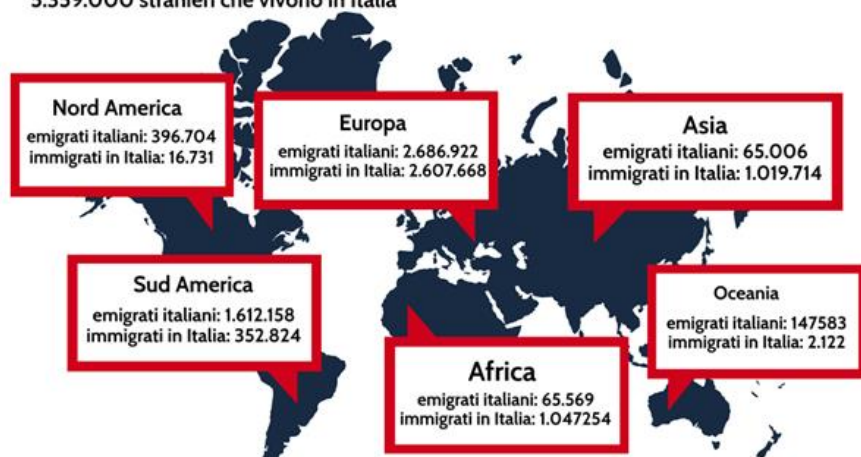 5.359.000 stranieri che vivono in Italia
Nord America
emigrati italiani: 396.704
immigrati in Italia: 16.731
Europa
emigrati italiani: 2.686.922
immigrati in Italia: 2.607.668
Asia
emigrati italiani: 65.006
immigrati in Italia: 1.019.714
Sud America
emigrati italiani: 1.612.158
immigrati in Italia: 352.824
Africa
emigrati italiani: 65.569
immigrati in Italia: 1.047254
Oceania
emigrati italiani: 147583
immigrati in Italia: 2.122